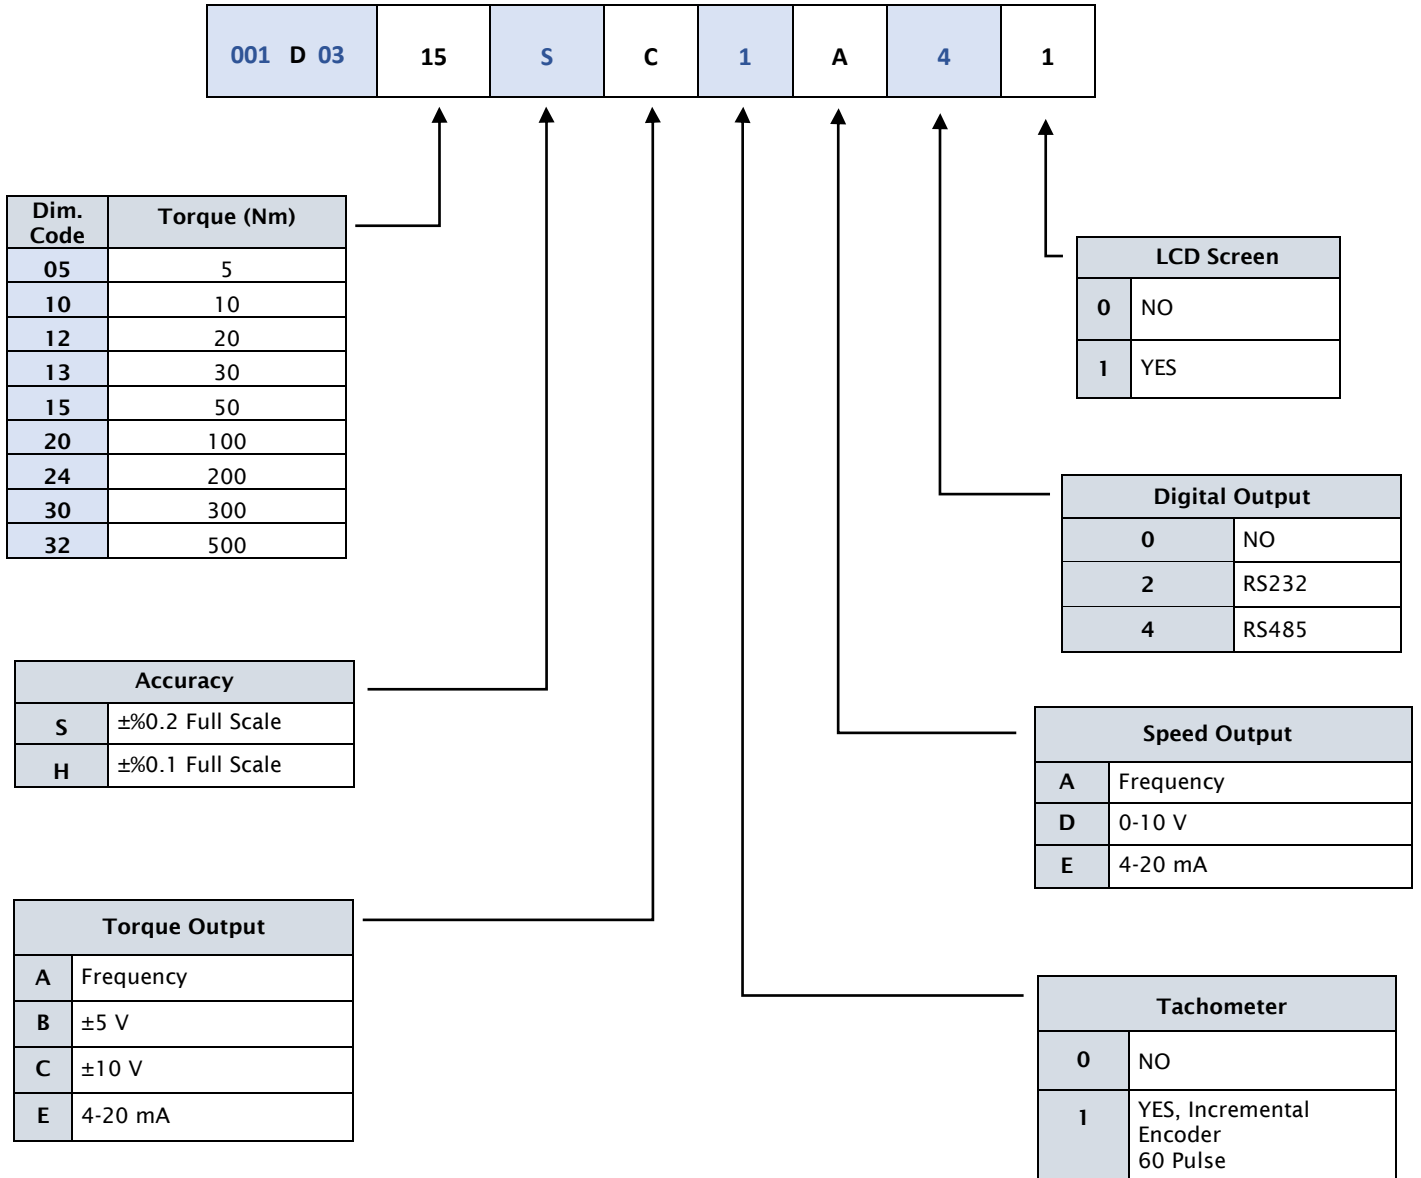 001 D 03 15 S C 1 A 4 1
Dim. Code Torque (Nm)
05 5
10 10
12 20
13 30
15 50
20 100
24 200
30 300
32 500
Accuracy
S ±%0.2 Full Scale
H ±%0.1 Full Scale
Torque Output
A Frequency
B ±5 V
C ±10 V
E 4-20 mA
LCD Screen
0 NO
1 YES
Digital Output
0 NO
2 RS232
4 RS485
Speed Output
A Frequency
D 0-10 V
E 4-20 mA
Tachometer
0 NO
1 YES, Incremental
Encoder
60 Pulse